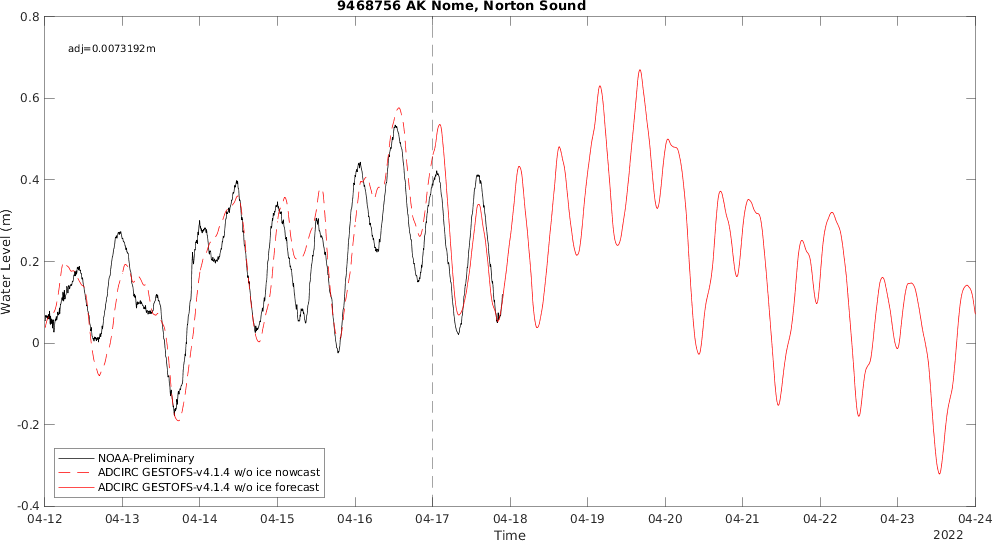 9468756 AK Nome, Norton Sound
adj=0.0073192m
Water Level (m)
0.8
0.6
0.4
0.2
0
-0.2
-0.4
NOAA-Preliminary
ADCIRC GESTOFS-v4.1.4 w/o ice nowcast
ADCIRC GESTOFS-v4.1.4 w/o ice forecast
04-12 04-13 04-14 04-15 04-16 04-17 04-18 04-19 04-20 04-21 04-22 04-23 04-24
Time
2022